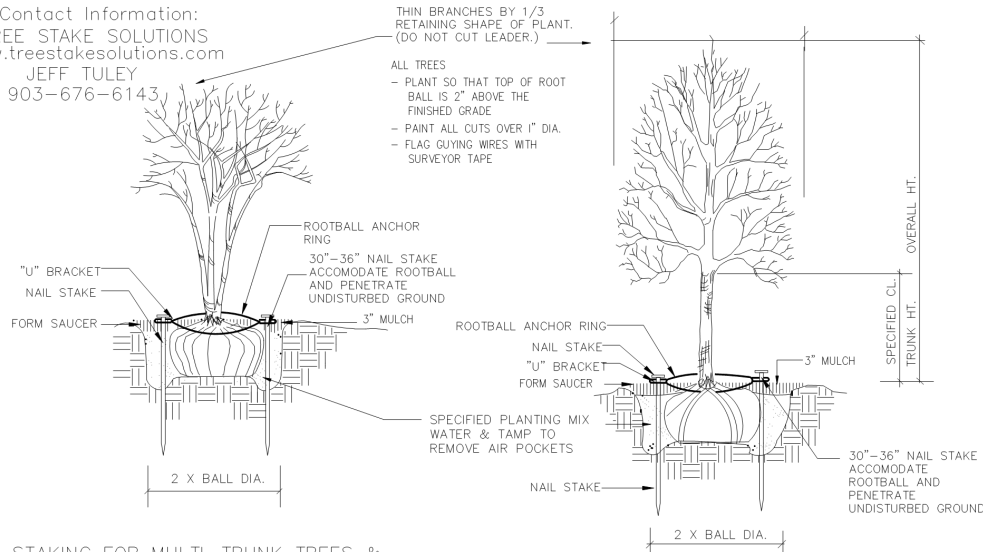 Contact Information:
EE STAKE SOLUTIONS
.treestakesolutions.com
JEFF TULEY
903-676-6143
THIN BRANCHES BY 1/3
RETAINING SHAPE OF PLANT.
(DO NOT CUT LEADER.)
ALL TREES
- PLANT SO THAT TOP OF ROOT
BALL IS 2" ABOVE THE
FINISHED GRADE
- PAINT ALL CUTS OVER 1" DIA.
- FLAG GUYING WIRES WITH
SURVEYOR TAPE
ROOTBALL ANCHOR
RING
30"-36" NAIL STAKE
ACCOMODATE ROOTBALL
AND PENETRATE
UNDISTURBED GROUND
"U" BRACKET
NAIL STAKE
FORM SAUCER
3" MULCH
SPECIFIED PLANTING MIX
WATER & TAMP TO
REMOVE AIR POCKETS
2 X BALL DIA.
OVERALL HT.
SPECIFIED CL.
TRUNK HT.
ROOTBALL ANCHOR RING
NAIL STAKE
"U" BRACKET
FORM SAUCER
3" MULCH
30"-36" NAIL STAKE
ACCOMODATE
ROOTBALL AND
PENETRATE
UNDISTURBED GROUND
NAIL STAKE
2 X BALL DIA.
STAKING FOR MULTI-TRUNK TREES &